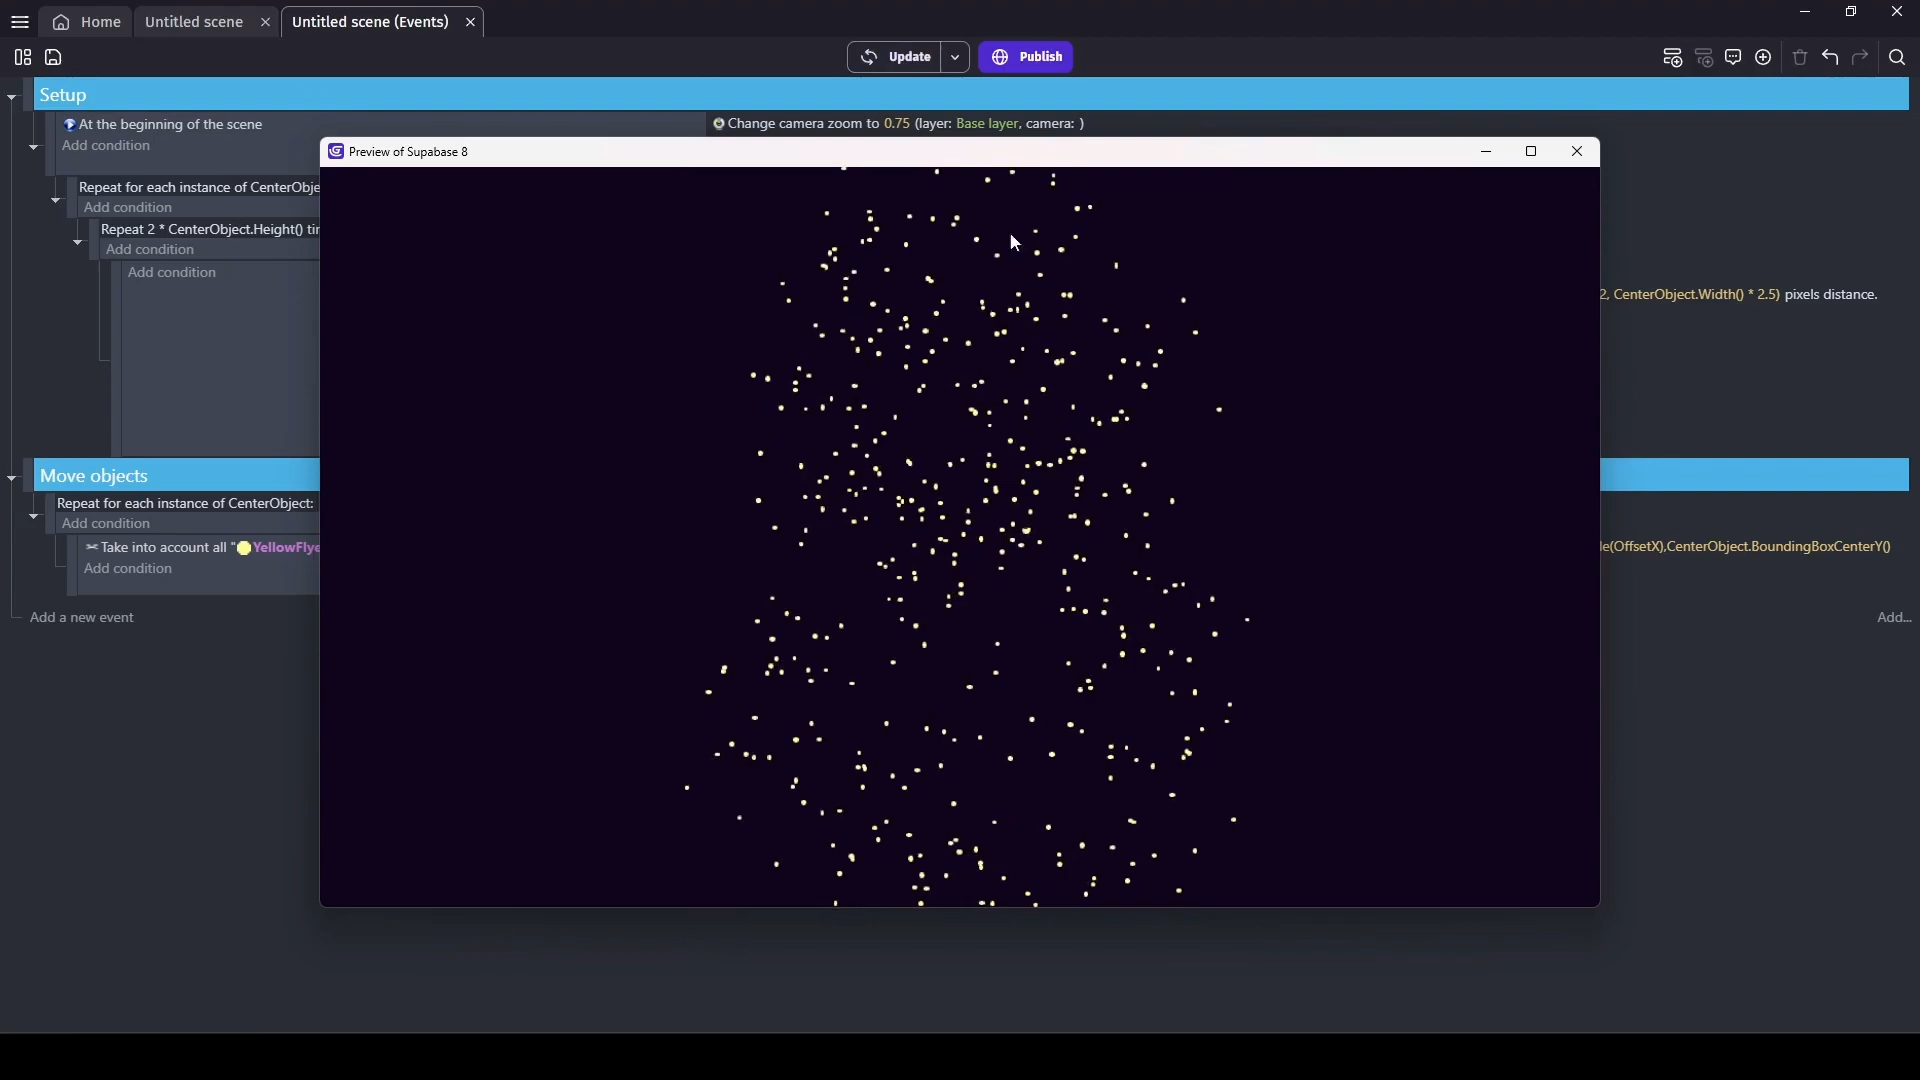 Home
Untitled scene
Untitled scene (Events)
Update
Publish
Setup
At the beginning of the scene
Change camera zoom to 0.75 (layer: Base layer, camera: )
Add condition
Preview of Supabase 8
Repeat for each instance of CenterObje
Add condition
Repeat 2 * CenterObject.Height() tir
Add condition
Add condition
2, CenterObject.Width() * 2.5) pixels distance.
Move objects
Repeat for each instance of CenterObject:
Add condition
Take into account all "YellowFlye
le(OffsetX),CenterObject.BoundingBoxCenterY()
Add condition
Add a new event
Add...